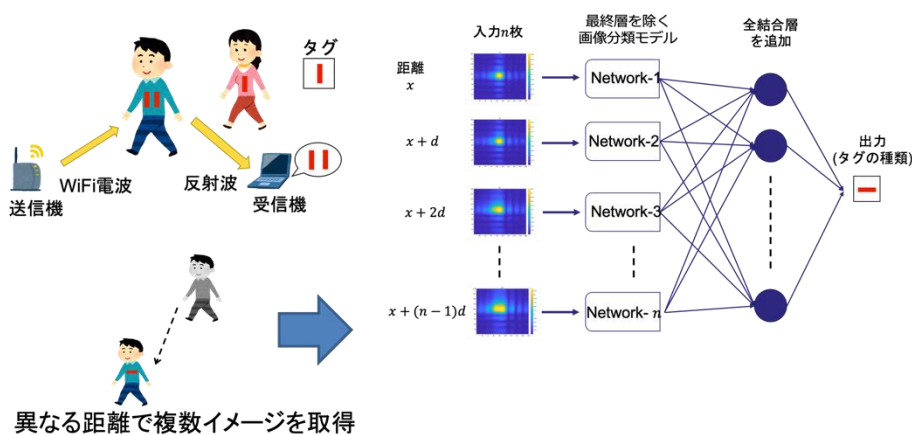 タグ
WiFi電波
反射波
送信機
受信機
異なる距離で複数イメージを取得
距離
入力n枚
最終層を除く
画像分類モデル
全結合層
を追加
x
Network-1
x+d
Network-2
x+2d
Network-3
x+(n−1)d
Network- n
出力
(タグの種類)